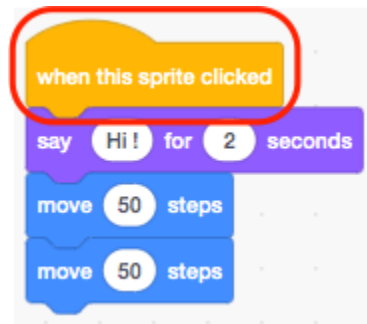 when this sprite clicked
say Hi ! for 2 seconds
move 50 steps
move 50 steps